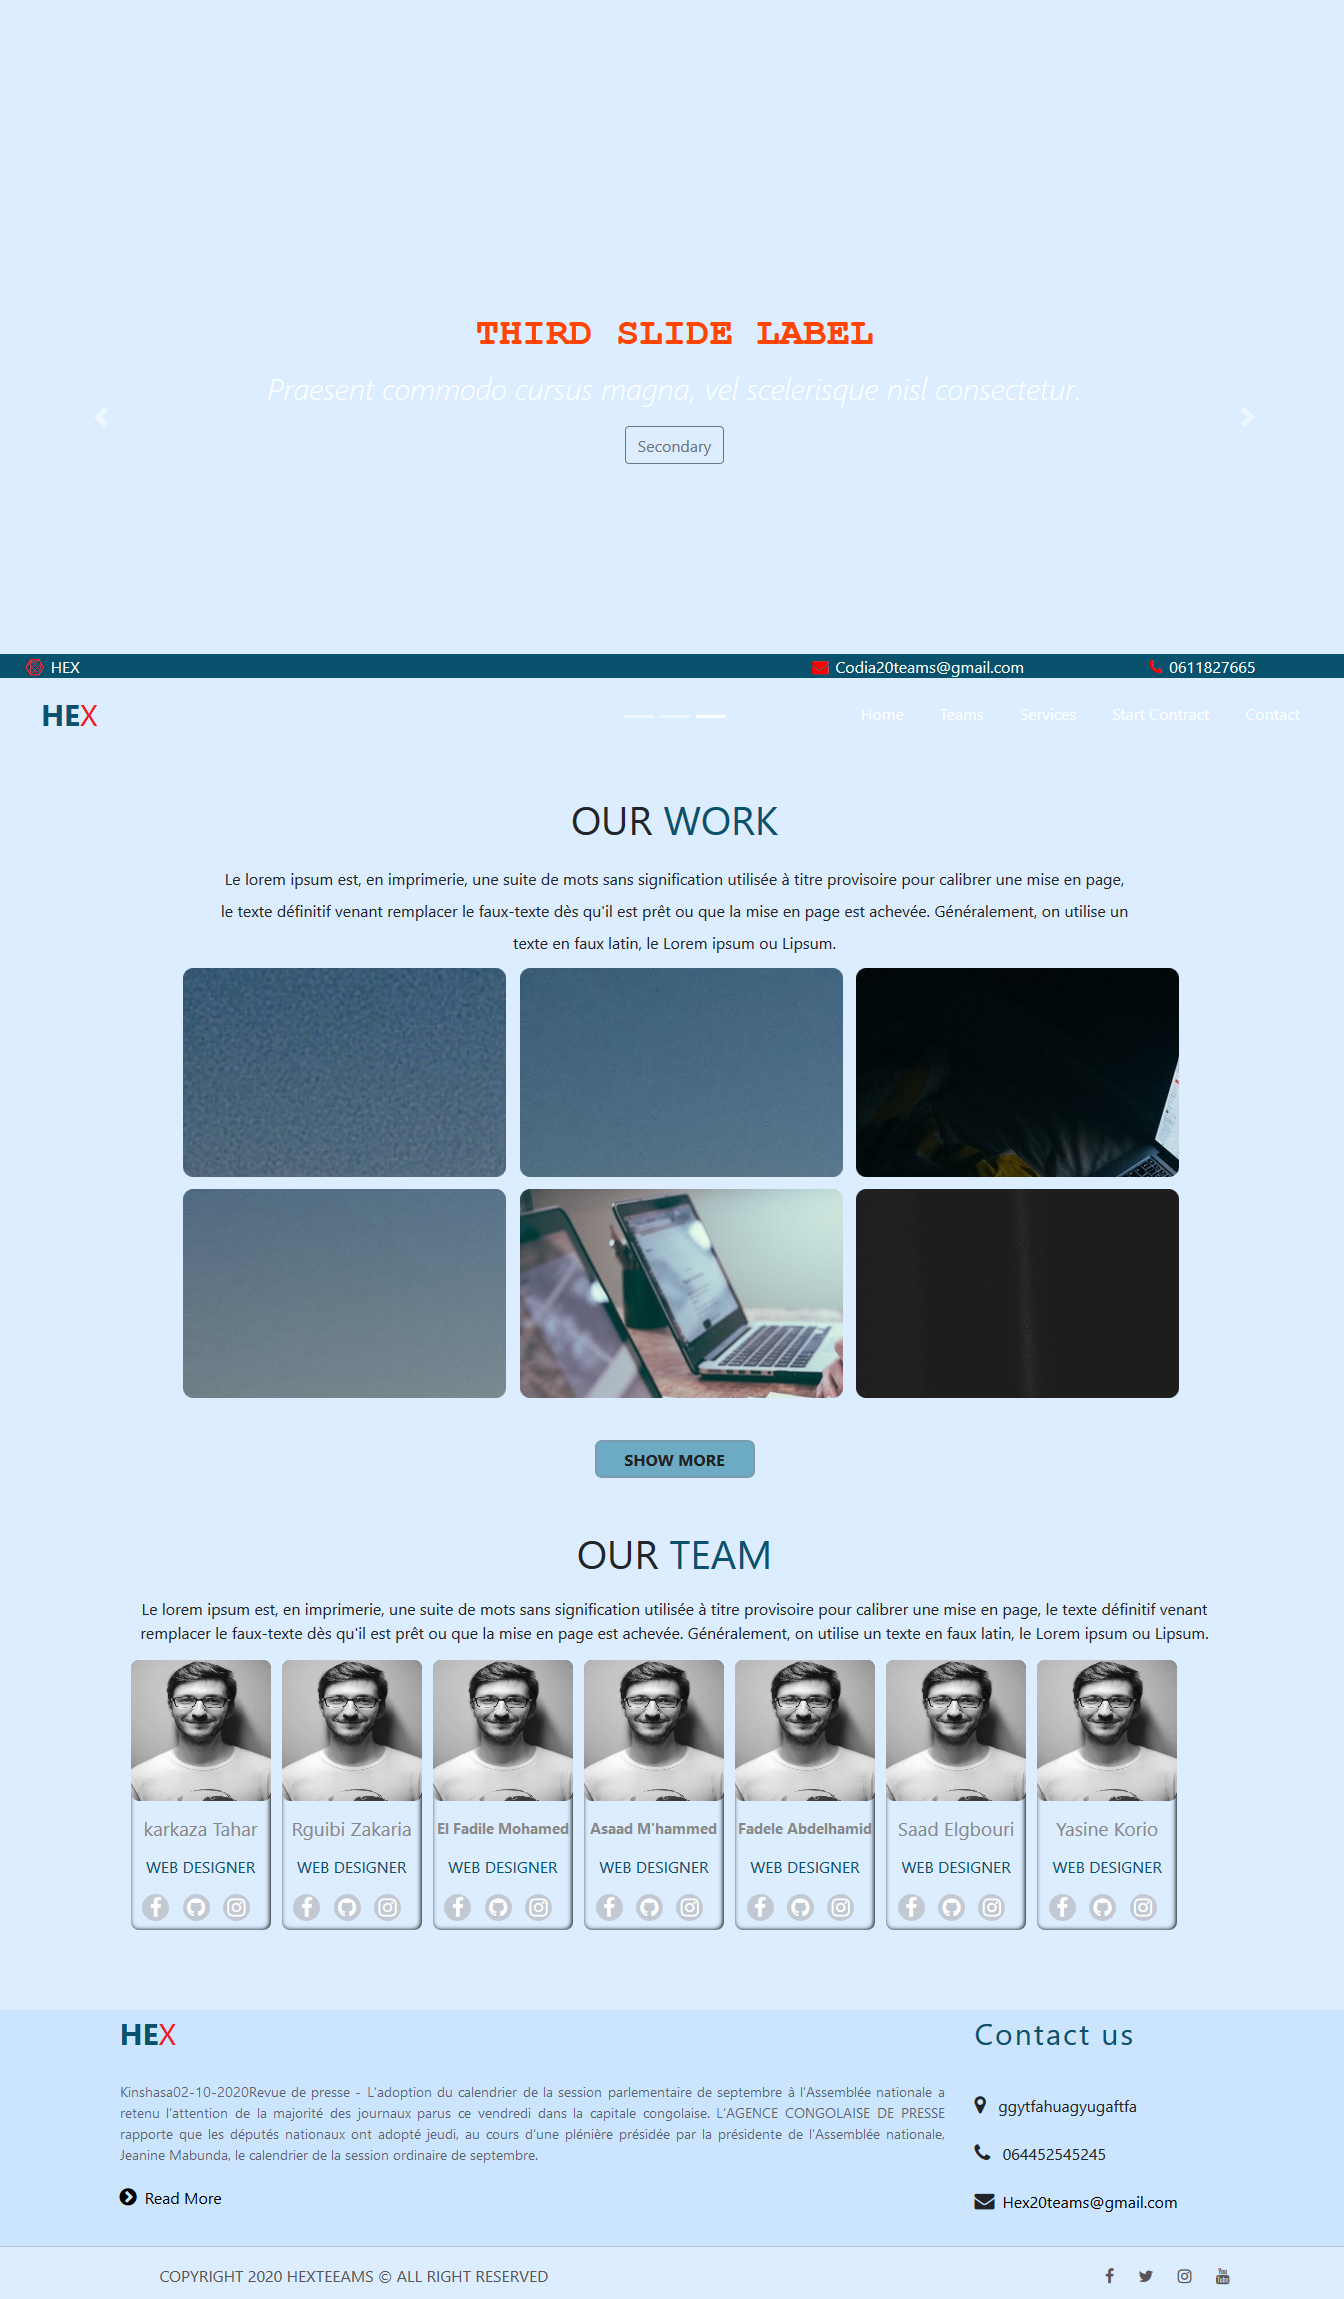 THIRD SLIDE LABEL
Praesent commodo cursus magna, vel scelerisque nisl consectetur.
Secondary
HEX
Codia20teams@gmail.com
0611827665
HEX
Home
Teams
Services
Start Contract
Contact
OUR WORK
Le lorem ipsum est, en imprimerie, une suite de mots sans signification utilisée à titre provisoire pour calibrer une mise en page,
le texte définitif venant remplacer le faux-texte dès qu'il est prêt ou que la mise en page est achevée. Généralement, on utilise un
texte en faux latin, le Lorem ipsum ou Lipsum.
SHOW MORE
OUR TEAM
Le lorem ipsum est, en imprimerie, une suite de mots sans signification utilisée à titre provisoire pour calibrer une mise en page, le texte définitif venant
remplacer le faux-texte dès qu'il est prêt ou que la mise en page est achevée. Généralement, on utilise un texte en faux latin, le Lorem ipsum ou Lipsum.
karkaza Tahar
Rguibi Zakaria
El Fadile Mohamed
Asaad M'hammed
Fadele Abdelhamid
Saad Elgbouri
Yasine Korio
WEB DESIGNER
WEB DESIGNER
WEB DESIGNER
WEB DESIGNER
WEB DESIGNER
WEB DESIGNER
WEB DESIGNER
HEX
Kinshasa02-10-2020Revue de presse - L'adoption du calendrier de la session parlementaire de septembre à l'Assemblée nationale a
retenu l'attention de la majorité des journaux parus ce vendredi dans la capitale congolaise. L'AGENCE CONGOLAISE DE PRESSE
rapporte que les députés nationaux ont adopté jeudi, au cours d'une plénière présidée par la présidente de l'Assemblée nationale,
Jeanine Mabunda, le calendrier de la session ordinaire de septembre.
Read More
Contact us
ggytfahuagyugaftfa
064452545245
Hex20teams@gmail.com
COPYRIGHT 2020 HEXTEEAMS © ALL RIGHT RESERVED